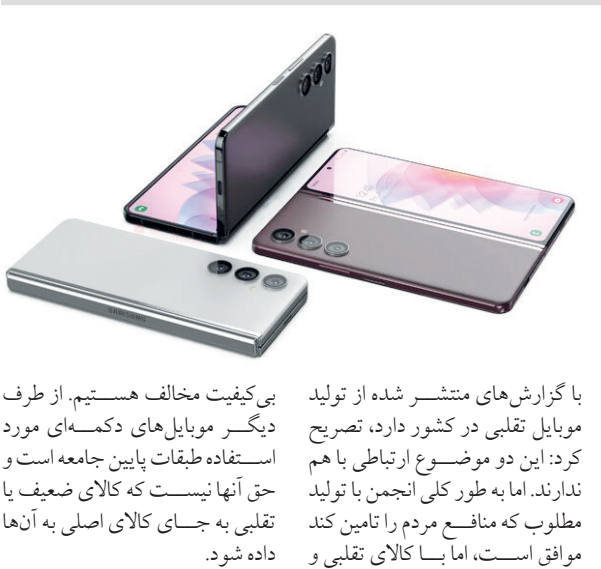 SAMSUNG
با گزارش‌های منتشر شده از تولید
موبایل تقلبی در کشور دارد، تصریح
کرد: این دو موضوع ارتباطی با هم
ندارند. اما به طور کلی انجمن با تولید
مطلوب که منافع مردم را تامین کند
موافق است، اما با کالای تقلبی و
بی‌کیفیت مخالف هستیم. از طرف
دیگر موبایل‌های دکمه‌ای مورد
استفاده طبقات پایین جامعه است و
حق آنها نیست که کالای ضعیف یا
تقلبی به جای کالای اصلی به آن‌ها
داده شود.